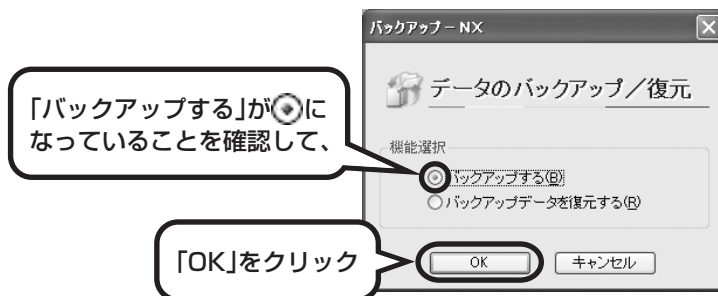 バックアップ－NX
データのバックアップ／復元
「バックアップする」が　に
なっていることを確認して、
機能選択
バックアップする(B)
バックアップデータを復元する(R)
「OK」をクリック
OK
キャンセル